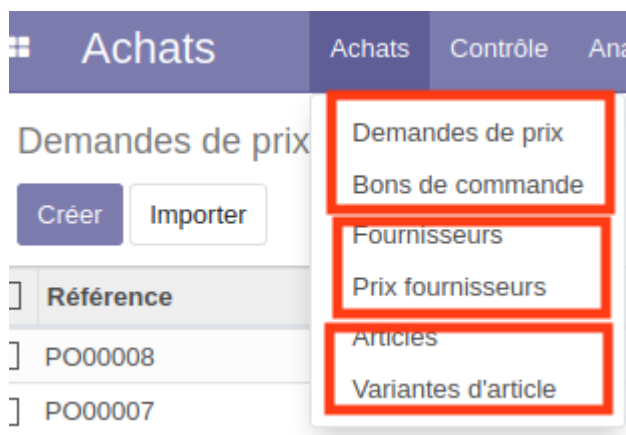 Achats
Achats
Contrôle
Ana
Demandes de prix
Créer
Importer
Référence
PO00008
PO00007
Demandes de prix
Bons de commande
Fournisseurs
Prix fournisseurs
Articles
Variantes d'article